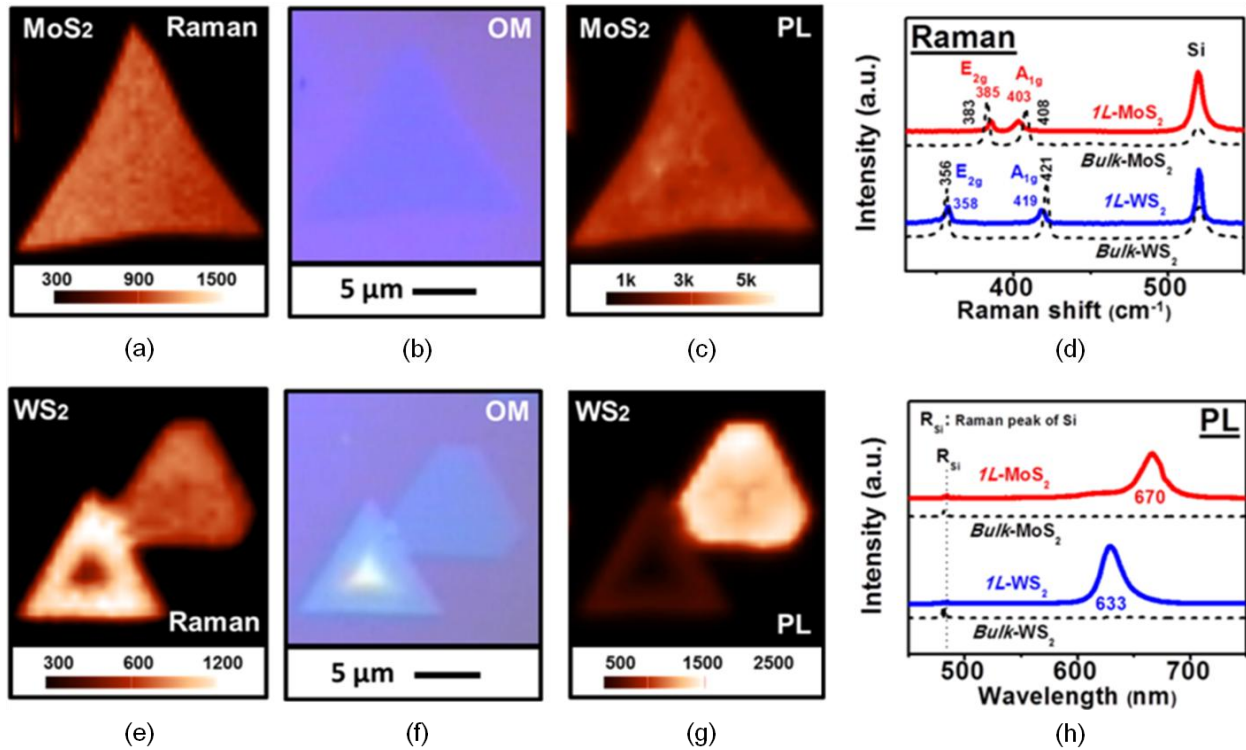 MoS2 Raman
300 900 1500
(a)
OM
5 μm
(b)
MoS2 PL
1k 3k 5k
(c)
Raman
Si
E2g
A1g
383
385
403
408
1L-MoS2
Bulk-MoS2
356
E2g
358
A1g
419
421
1L-WS2
Bulk-WS2
400 500
Intensity (a.u.)
Raman shift (cm-1)
(d)
WS2
Raman
300 600 1200
(e)
OM
5 μm
(f)
WS2
PL
500 1500 2500
(g)
RSi: Raman peak of Si
PL
RSi
1L-MoS2
670
Bulk-MoS2
1L-WS2
633
Bulk-WS2
500 600 700
Intensity (a.u.)
Wavelength (nm)
(h)